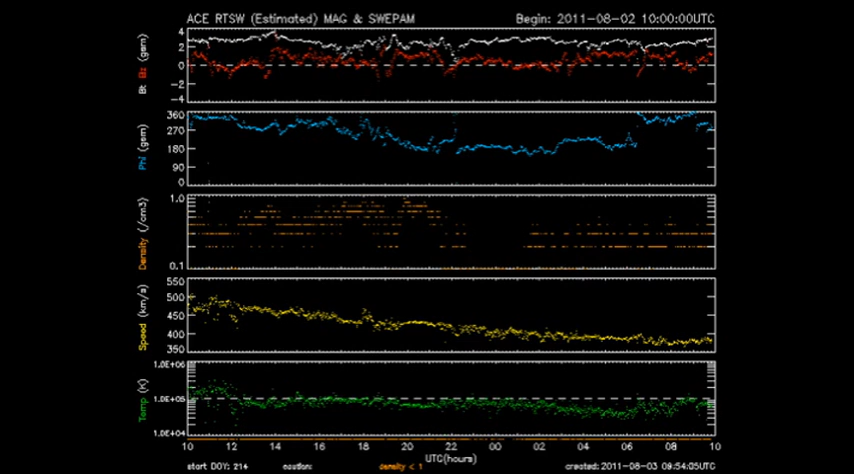 ACE RTSW (Estimated) MAG & SWEPAM Begin: 2011-08-02 10:00:00UTC
Bt Bz (gsm)
4
2
0
-2
-4
Phi (gsm)
360
270
180
90
0
Density (/cm3)
1.0
0.1
Speed (km/s)
550
500
450
400
350
Temp (K)
1.0E+06
1.0E+05
1.0E+04
10 12 14 16 18 20 22 00 02 04 06 08 10
UTC(hours)
start DOY: 214 caution: density < 1 created: 2011-08-03 09:54:05UTC